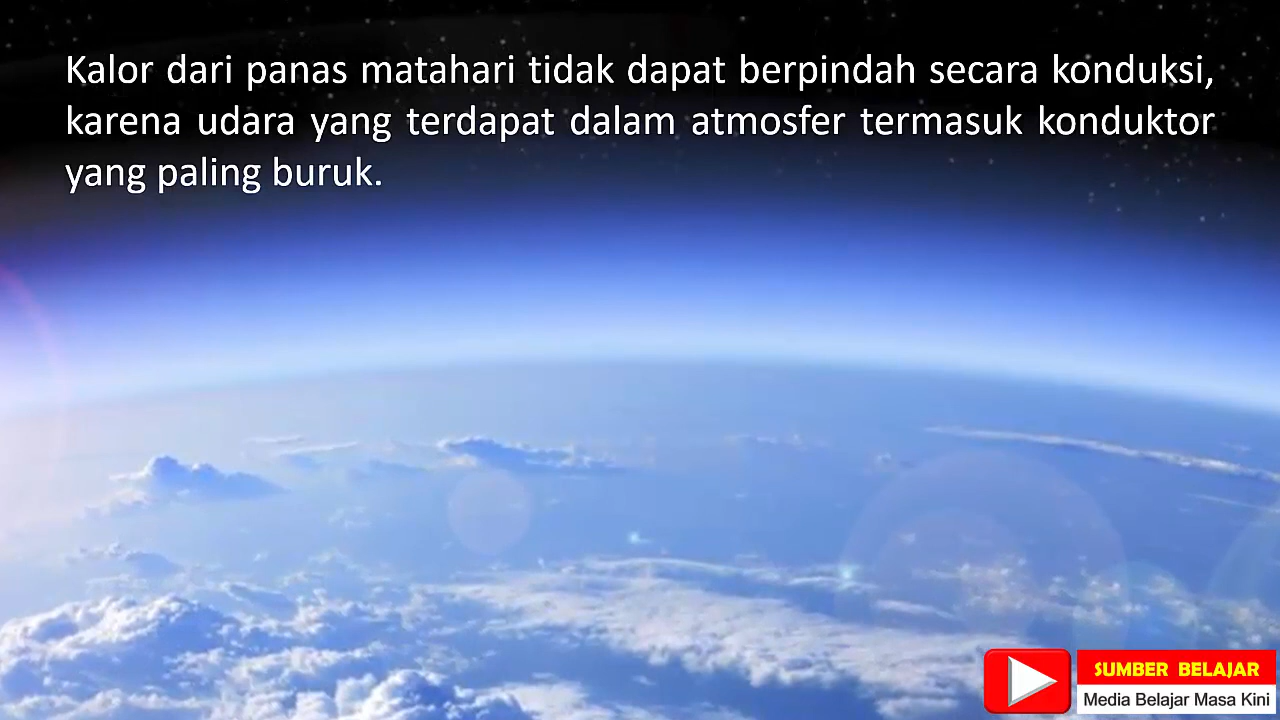 Kalor dari panas matahari tidak dapat berpindah secara konduksi,
karena udara yang terdapat dalam atmosfer termasuk konduktor
yang paling buruk.
SUMBER BELAJAR
Media Belajar Masa Kini